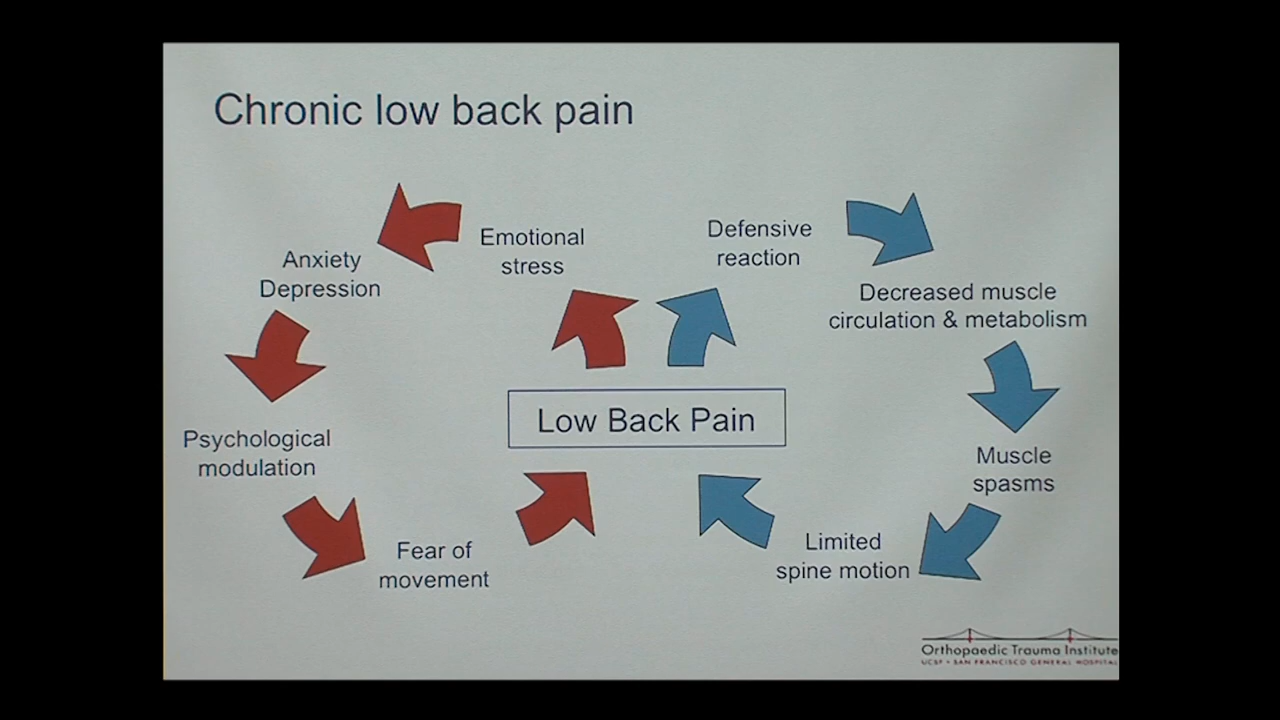 Chronic low back pain
Emotional
stress
Anxiety
Depression
Psychological
modulation
Fear of
movement
Low Back Pain
Defensive
reaction
Decreased muscle
circulation & metabolism
Muscle
spasms
Limited
spine motion
Orthopaedic Trauma Institute
UCSF • SAN FRANCISCO GENERAL HOSPITAL